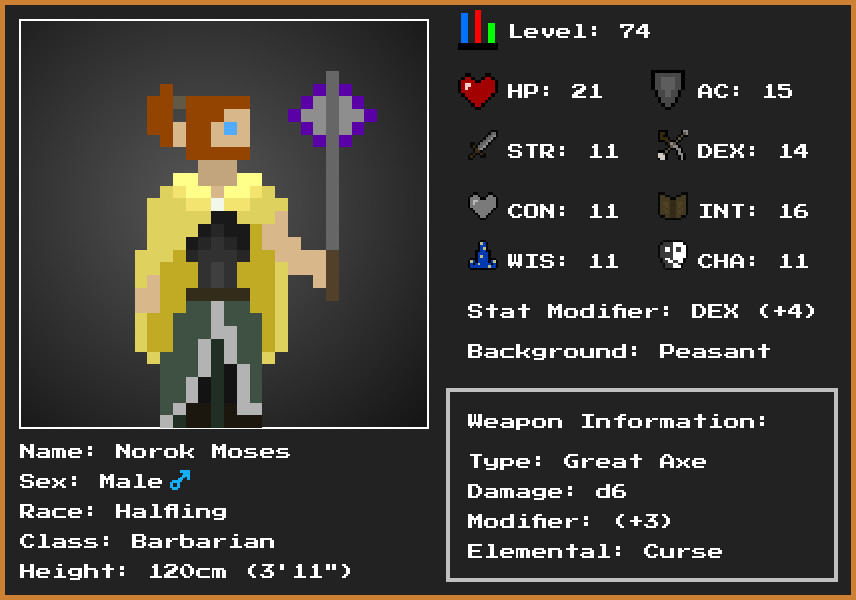 Level: 74
HP: 21 AC: 15
STR: 11 DEX: 14
CON: 11 INT: 16
WIS: 11 CHA: 11
Stat Modifier: DEX (+4)
Background: Peasant
Weapon Information:
Type: Great Axe
Damage: d6
Modifier: (+3)
Elemental: Curse
Name: Norok Moses
Sex: Male ♂
Race: Halfling
Class: Barbarian
Height: 120cm (3'11")